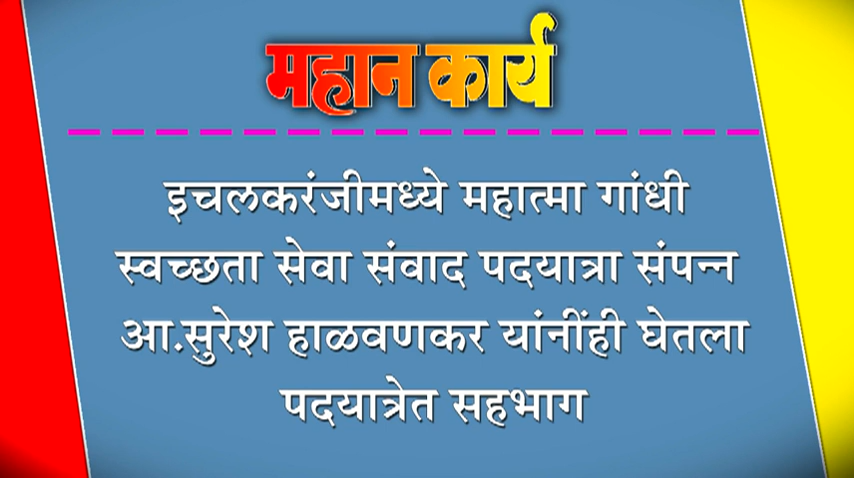 महान कार्य
इचलकरंजीमध्ये महात्मा गांधी
स्वच्छता सेवा संवाद पदयात्रा संपन्न
आ.सुरेश हाळवणकर यांनींही घेतला
पदयात्रेत सहभाग